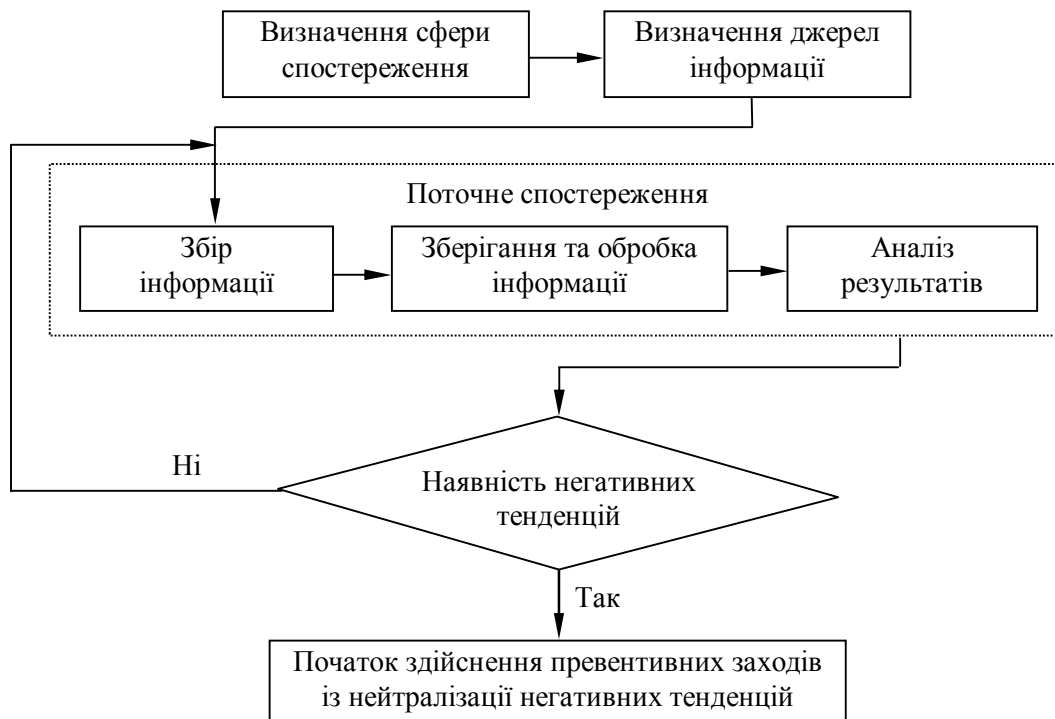 Визначення сфери
спостереження
Визначення джерел
інформації
Поточне спостереження
Збір
інформації
Зберігання та обробка
інформації
Аналіз
результатів
Ні
Наявність негативних
тенденцій
Так
Початок здійснення превентивних заходів
із нейтралізації негативних тенденцій